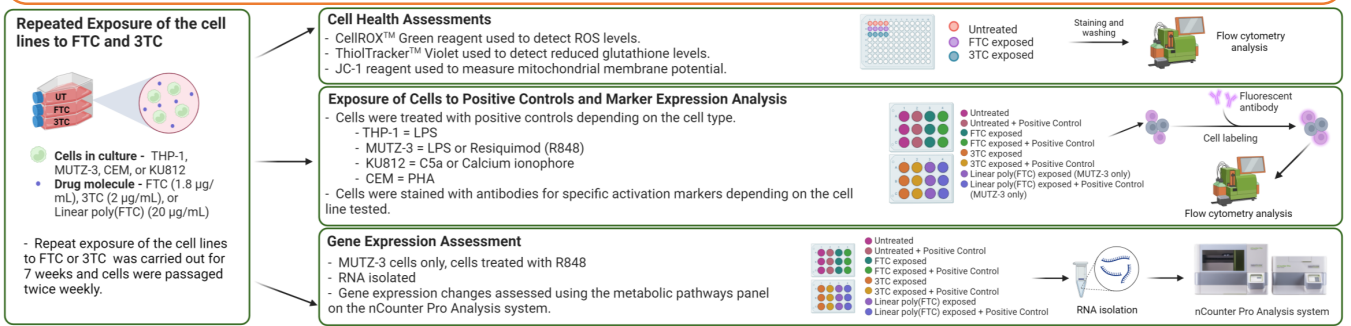 Repeated Exposure of the cell
lines to FTC and 3TC
UT
FTC
3TC
Cells in culture - THP-1,
MUTZ-3, CEM, or KU812
Drug molecule - FTC (1.8 μg/
mL), 3TC (2 μg/mL), or
Linear poly(FTC) (20 μg/mL)
- Repeat exposure of the cell lines
to FTC or 3TC was carried out for
7 weeks and cells were passaged
twice weekly.
Cell Health Assessments
- CellROX™ Green reagent used to detect ROS levels.
- ThiolTracker™ Violet used to detect reduced glutathione levels.
- JC-1 reagent used to measure mitochondrial membrane potential.
Untreated
FTC exposed
3TC exposed
Staining and
washing
Flow cytometry
analysis
Exposure of Cells to Positive Controls and Marker Expression Analysis
- Cells were treated with positive controls depending on the cell type.
- THP-1 = LPS
- MUTZ-3 = LPS or Resiquimod (R848)
- KU812 = C5a or Calcium ionophore
- CEM = PHA
- Cells were stained with antibodies for specific activation markers depending on the cell
line tested.
Untreated
Untreated + Positive Control
FTC exposed
FTC exposed + Positive Control
3TC exposed
3TC exposed + Positive Control
Linear poly(FTC) exposed (MUTZ-3 only)
Linear poly(FTC) exposed + Positive Control
(MUTZ-3 only)
Fluorescent
antibody
Cell labeling
Flow cytometry analysis
Gene Expression Assessment
- MUTZ-3 cells only, cells treated with R848
- RNA isolated
- Gene expression changes assessed using the metabolic pathways panel
on the nCounter Pro Analysis system.
Untreated
Untreated + Positive Control
FTC exposed
FTC exposed + Positive Control
3TC exposed
3TC exposed + Positive Control
Linear poly(FTC) exposed
Linear poly(FTC) exposed + Positive Control
RNA isolation
nCounter Pro Analysis system